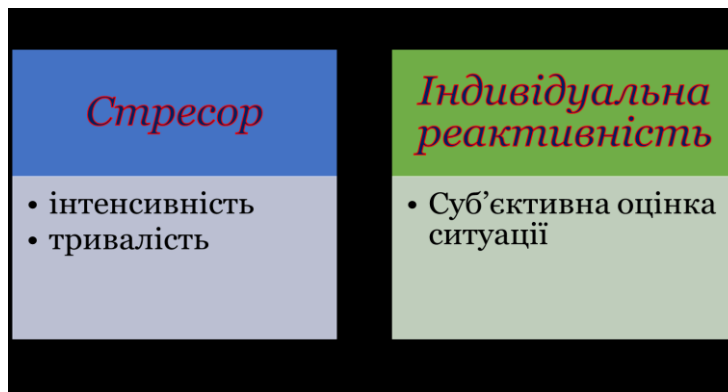 Стресор
• інтенсивність
• тривалість
Індивідуальна
реактивність
• Суб’єктивна оцінка
ситуації